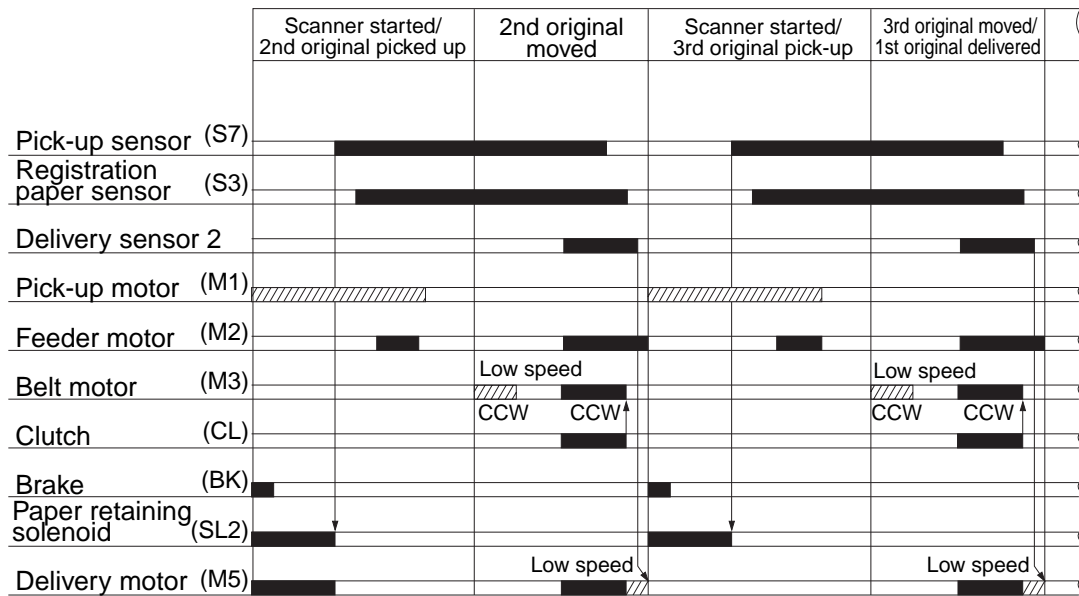 Scanner started/
2nd original picked up
2nd original
moved
Scanner started/
3rd original pick-up
3rd original moved/
1st original delivered
Pick-up sensor (S7)
Registration
paper sensor (S3)
Delivery sensor 2
Pick-up motor (M1)
Feeder motor (M2)
Low speed Low speed
Belt motor (M3)
CCW CCW CCW CCW
Clutch (CL)
Brake (BK)
Paper retaining
solenoid (SL2)
Low speed Low speed
Delivery motor (M5)